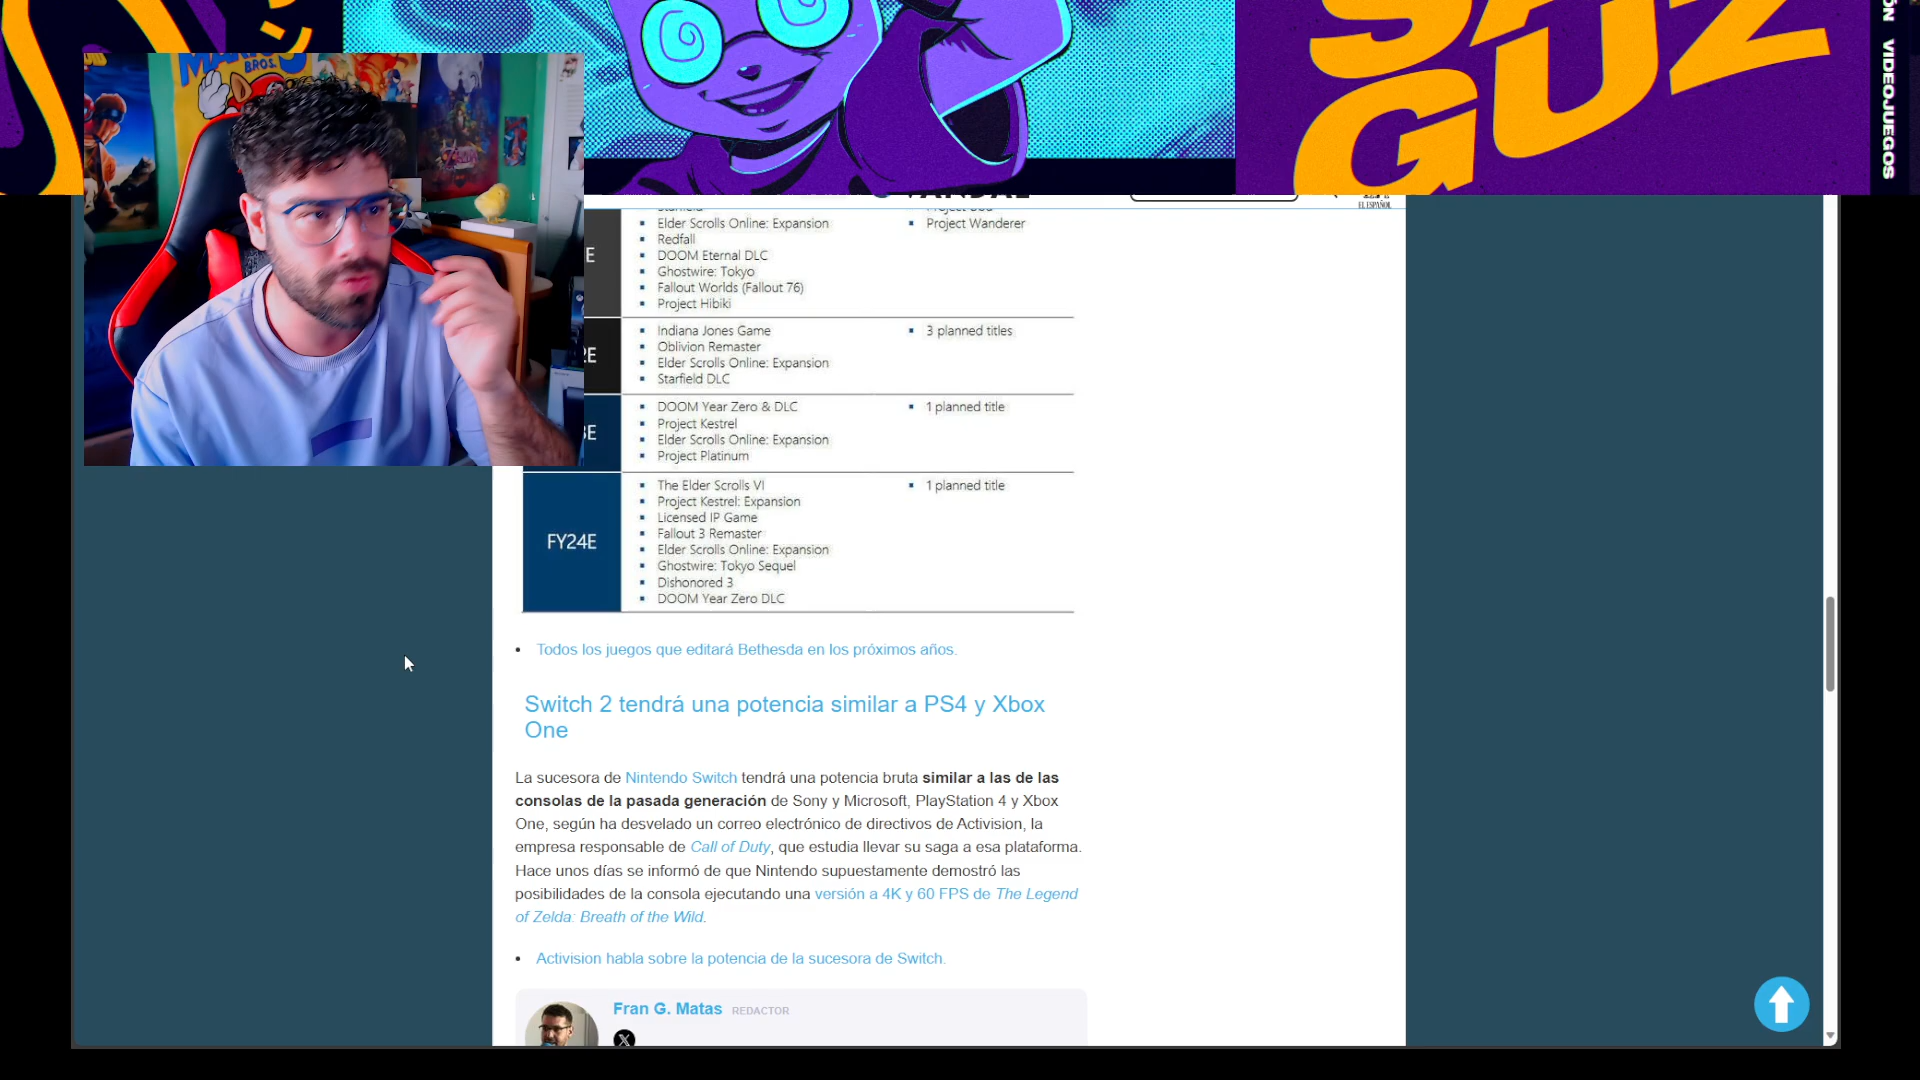 GUZ
VIDEOJUEGOS
BROS.
ZELDA
VANDAL
EL ESPAÑOL
Starfield
Elder Scrolls Online: Expansion
Project Wanderer
Redfall
DOOM Eternal DLC
Ghostwire: Tokyo
Fallout Worlds (Fallout 76)
Project Hibiki
E
Indiana Jones Game
3 planned titles
Oblivion Remaster
Elder Scrolls Online: Expansion
Starfield DLC
2E
DOOM Year Zero & DLC
1 planned title
Project Kestrel
Elder Scrolls Online: Expansion
Project Platinum
3E
The Elder Scrolls VI
1 planned title
Project Kestrel: Expansion
Licensed IP Game
Fallout 3 Remaster
Elder Scrolls Online: Expansion
Ghostwire: Tokyo Sequel
Dishonored 3
DOOM Year Zero DLC
FY24E
Todos los juegos que editará Bethesda en los próximos años.
Switch 2 tendrá una potencia similar a PS4 y Xbox
One
La sucesora de Nintendo Switch tendrá una potencia bruta similar a las de las
consolas de la pasada generación de Sony y Microsoft, PlayStation 4 y Xbox
One, según ha desvelado un correo electrónico de directivos de Activision, la
empresa responsable de Call of Duty, que estudia llevar su saga a esa plataforma.
Hace unos días se informó de que Nintendo supuestamente demostró las
posibilidades de la consola ejecutando una versión a 4K y 60 FPS de The Legend
of Zelda: Breath of the Wild.
Activision habla sobre la potencia de la sucesora de Switch.
Fran G. Matas REDACTOR
X